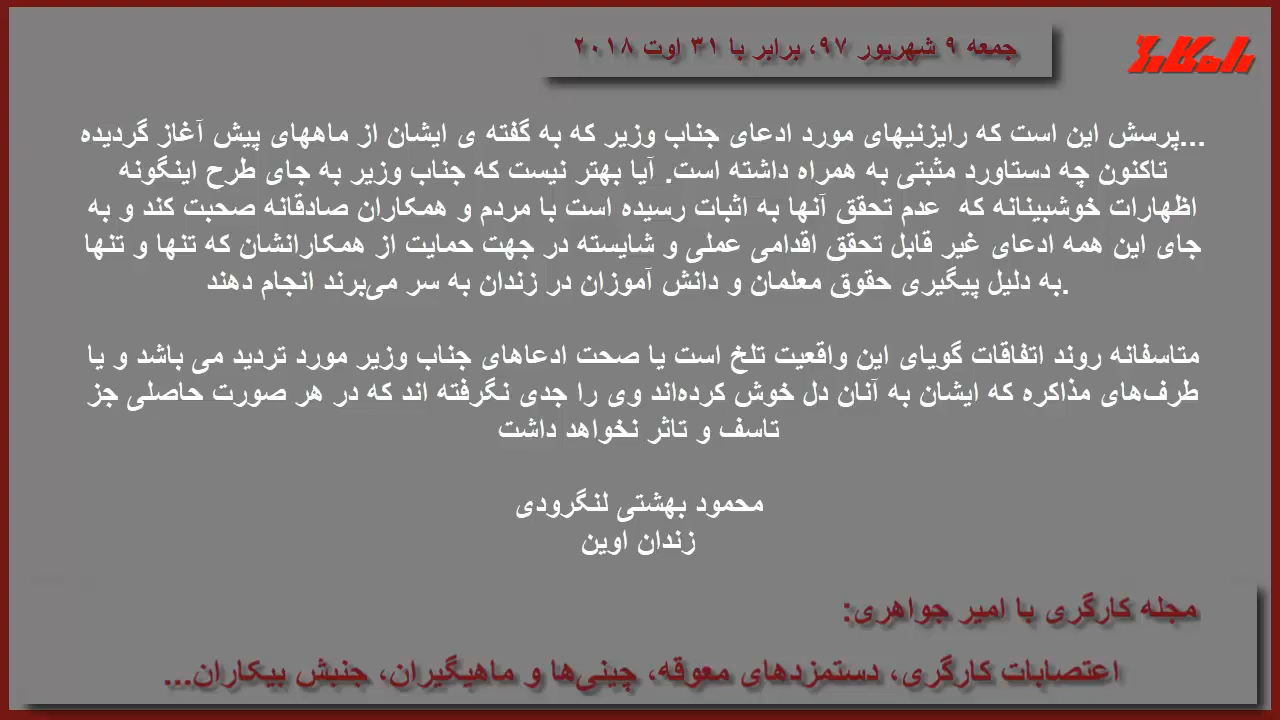 جمعه ۹ شهریور ۹۷، برابر با ۳۱ اوت ۲۰۱۸
...پرسش این است که رایزنیهای مورد ادعای جناب وزیر که به گفته ی ایشان از ماههای پیش آغاز گردیده
تاکنون چه دستاورد مثبتی به همراه داشته است. آیا بهتر نیست که جناب وزیر به جای طرح اینگونه
اظهارات خوشبینانه که عدم تحقق آنها به اثبات رسیده است با مردم و همکاران صادقانه صحبت کند و به
جای این همه ادعای غیر قابل تحقق اقدامی عملی و شایسته در جهت حمایت از همکارانشان که تنها و تنها
به دلیل پیگیری حقوق معلمان و دانش آموزان در زندان به سر می‌برند انجام دهند.
متاسفانه روند اتفاقات گویای این واقعیت تلخ است یا صحت ادعاهای جناب وزیر مورد تردید می باشد و یا
طرف‌های مذاکره که ایشان به آنان دل خوش کرده‌اند وی را جدی نگرفته اند که در هر صورت حاصلی جز
تاسف و تاثر نخواهد داشت
محمود بهشتی لنگرودی
زندان اوین
مجله کارگری با امیر جواهری:
اعتصابات کارگری، دستمزدهای معوقه، چینی‌ها و ماهیگیران، جنبش بیکاران...